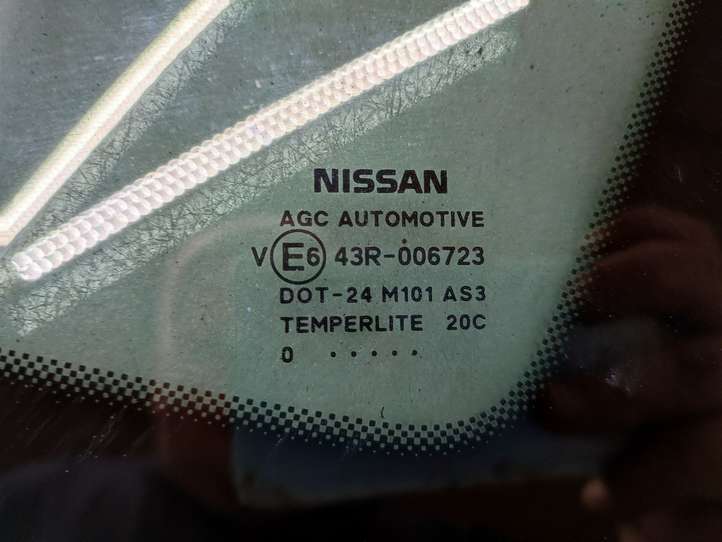 NISSAN
AGC AUTOMOTIVE
V E6 43R-006723
DOT-24 M101 AS3
TEMPERLITE 20C
0 .....